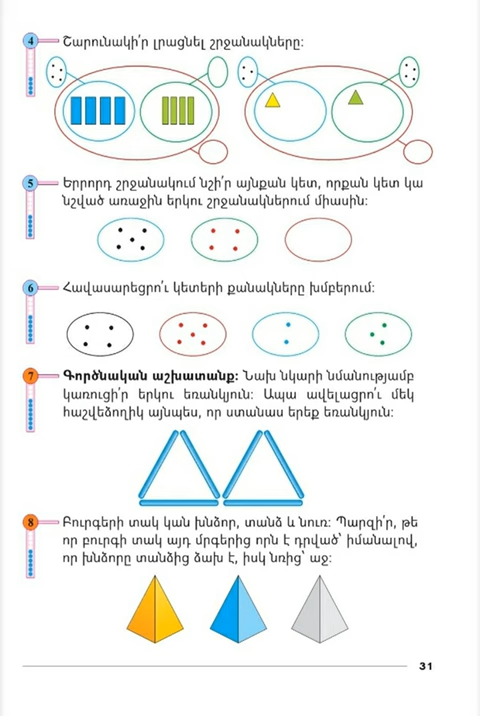 4 Շարունակի՛ր լրացնել շրջանակները:
5 Երրորդ շրջանակում նշի՛ր այնքան կետ, որքան կետ կա
նշված առաջին երկու շրջանակներում միասին:
6 Հավասարեցրո՛ւ կետերի քանակները խմբերում:
7 Գործնական աշխատանք: Նախ նկարի նմանությամբ
կառուցի՛ր երկու եռանկյուն: Ապա ավելացրո՛ւ մեկ
հաշվեձողիկ այնպես, որ ստանաս երեք եռանկյուն:
8 Բուրգերի տակ կան խնձոր, տանձ և նուռ: Պարզի՛ր, թե
որ բուրգի տակ այդ մրգերից որն է դրված՝ իմանալով,
որ խնձորը տանձից ձախ է, իսկ նռից՝ աջ:
31